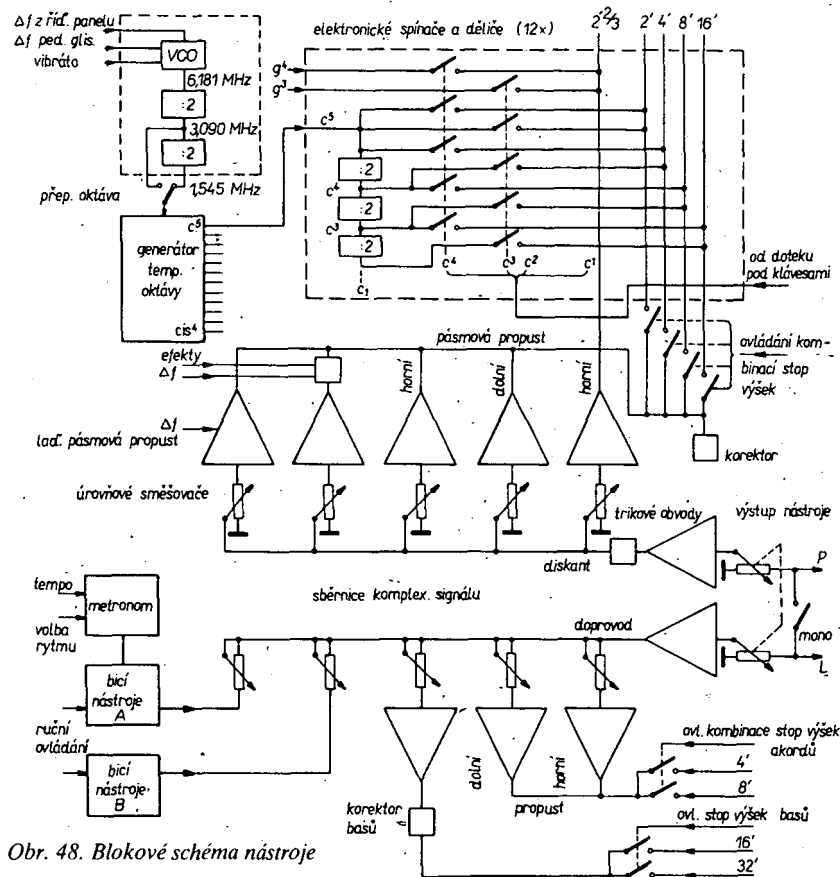 Δf z říd. panelu
Δf ped. glis.
vibráto
VCO
6,181 MHz
:2
3,090 MHz
:2
1,545 MHz
přep. oktáva
c⁵
generátor
temp.
oktávy
cis⁴
elektronické spínače a děliče (12x)
2'2/3
2'
4'
8'
16'
g⁴
g³
c⁵
:2
c⁴
:2
c³
:2
c₁
c⁴
c³
c²
c¹
od doteku
pod klávesami
ovládání kom-
binací stop
výšek
korektor
pásmová propust
efekty
Δf
Δf
laď. pásmová propust
horní
dolní
horní
úrovňové směšovače
trikové obvody
výstup nástroje
diskant
P
mono
L
sběrnice komplex. signálu
doprovod
tempo
metronom
volba
rytmu
bicí
nástroje
A
ruční
ovládání
bicí
nástroje
B
dolní
horní
propust
korektor
basů
ovl. kombinace stop výšek
akordů
4'
8'
ovl. stop výšek basů
16'
32'
Obr. 48. Blokové schéma nástroje